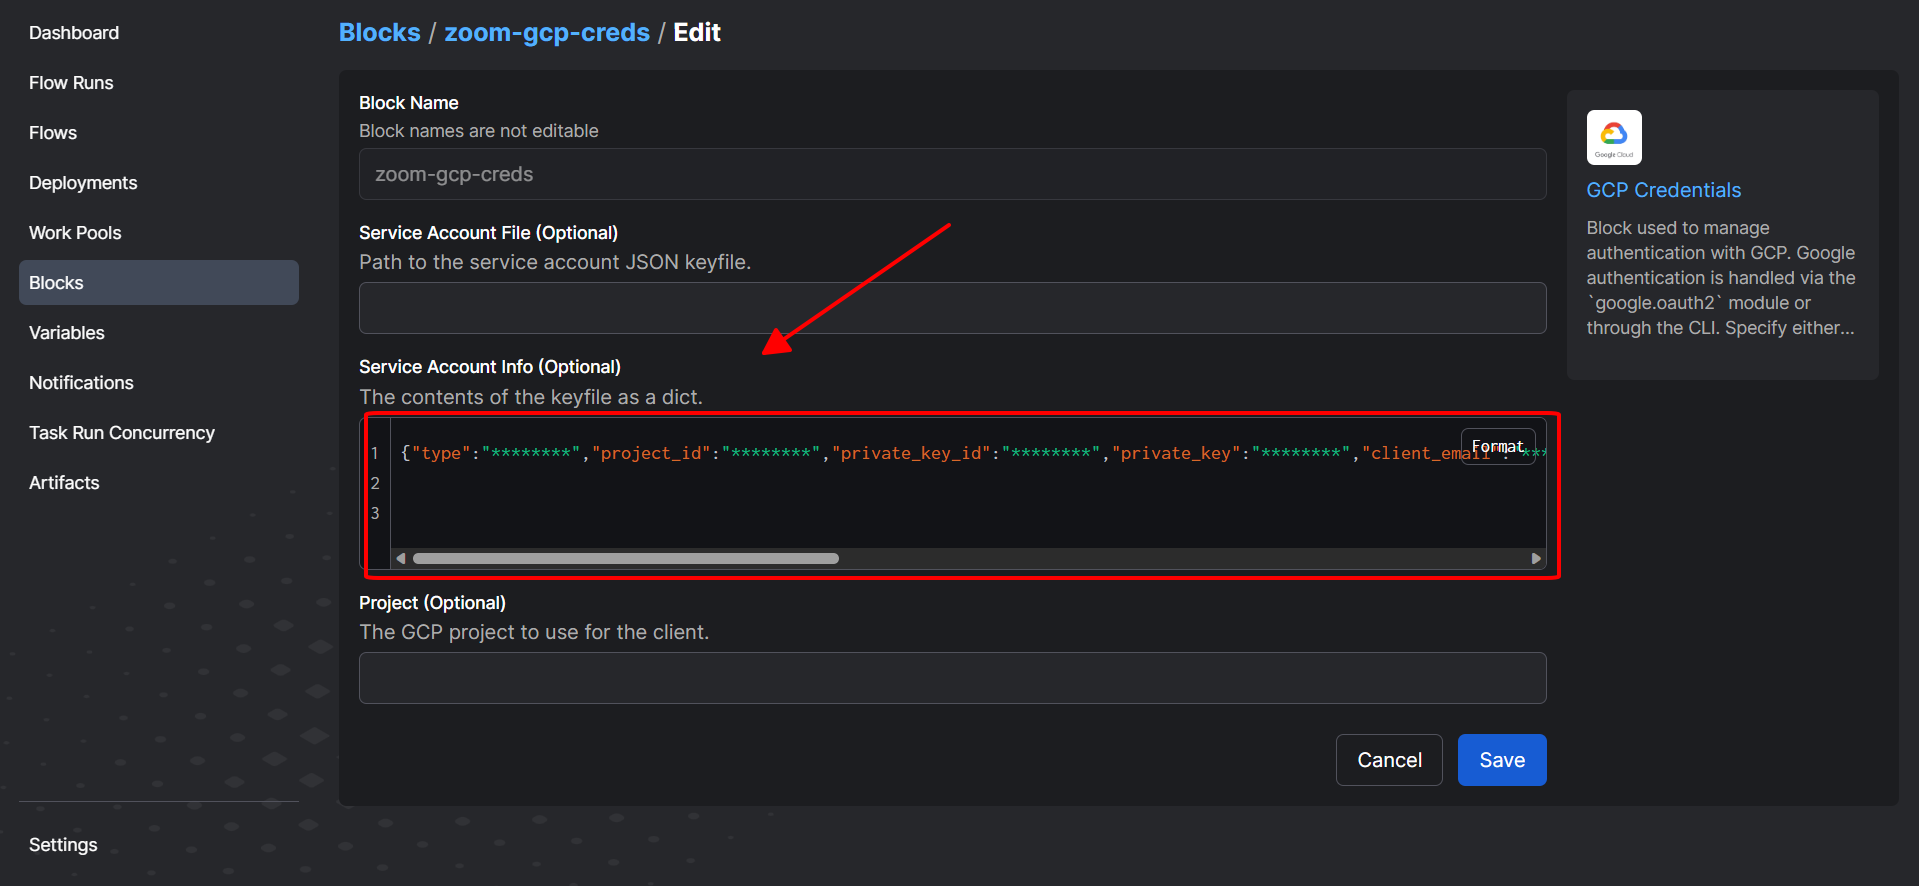 Dashboard
Flow Runs
Flows
Deployments
Work Pools
Blocks
Variables
Notifications
Task Run Concurrency
Artifacts
Settings
Blocks / zoom-gcp-creds / Edit
Block Name
Block names are not editable
zoom-gcp-creds
Service Account File (Optional)
Path to the service account JSON keyfile.
Service Account Info (Optional)
The contents of the keyfile as a dict.
1 {"type":"********","project_id":"********","private_key_id":"********","private_key":"********","client_email":"***
2
3
Format
Project (Optional)
The GCP project to use for the client.
Cancel
Save
Google Cloud
GCP Credentials
Block used to manage
authentication with GCP. Google
authentication is handled via the
`google.oauth2` module or
through the CLI. Specify either...